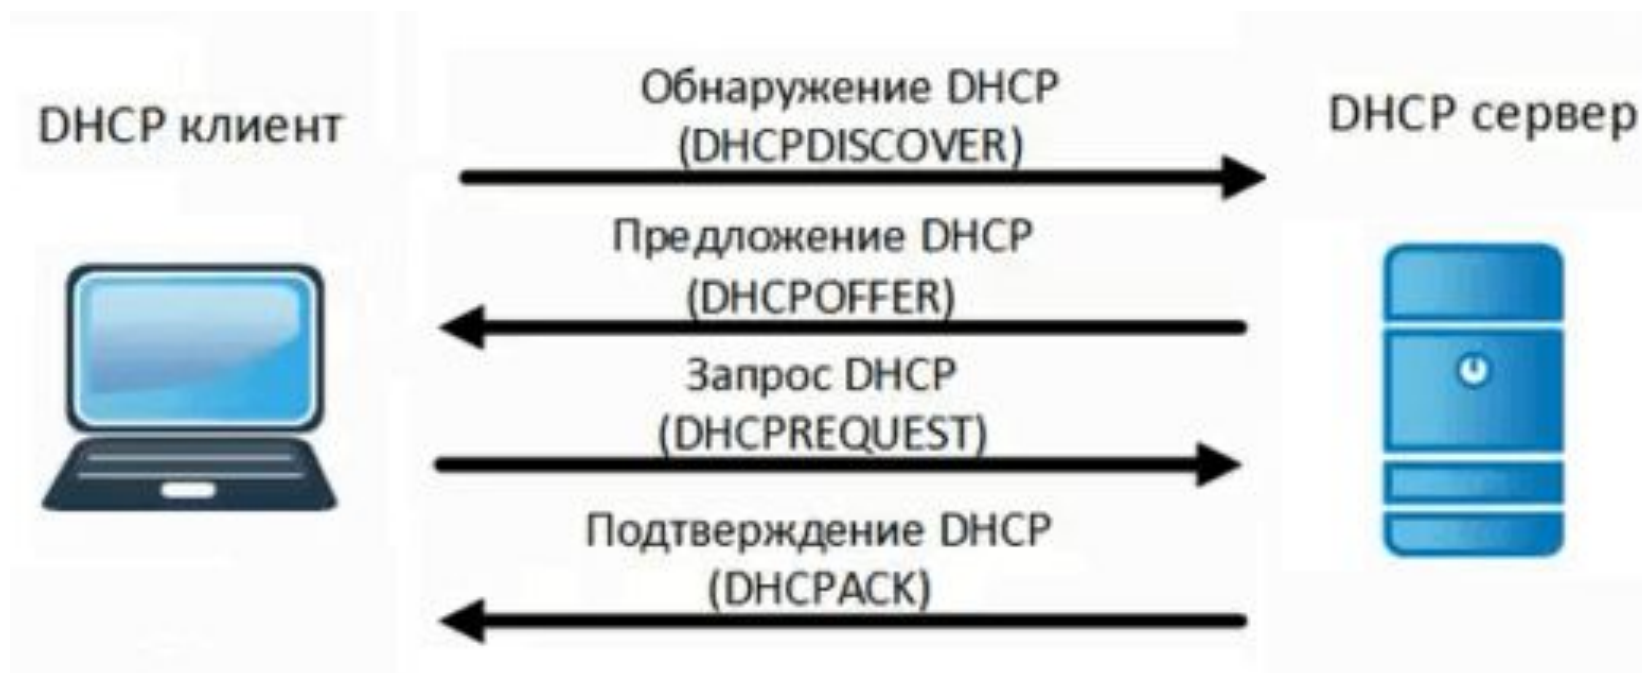 DHCP клиент
Обнаружение DHCP
(DHCPDISCOVER)
DHCP сервер
Предложение DHCP
(DHCPOFFER)
Запрос DHCP
(DHCPREQUEST)
Подтверждение DHCP
(DHCPACK)